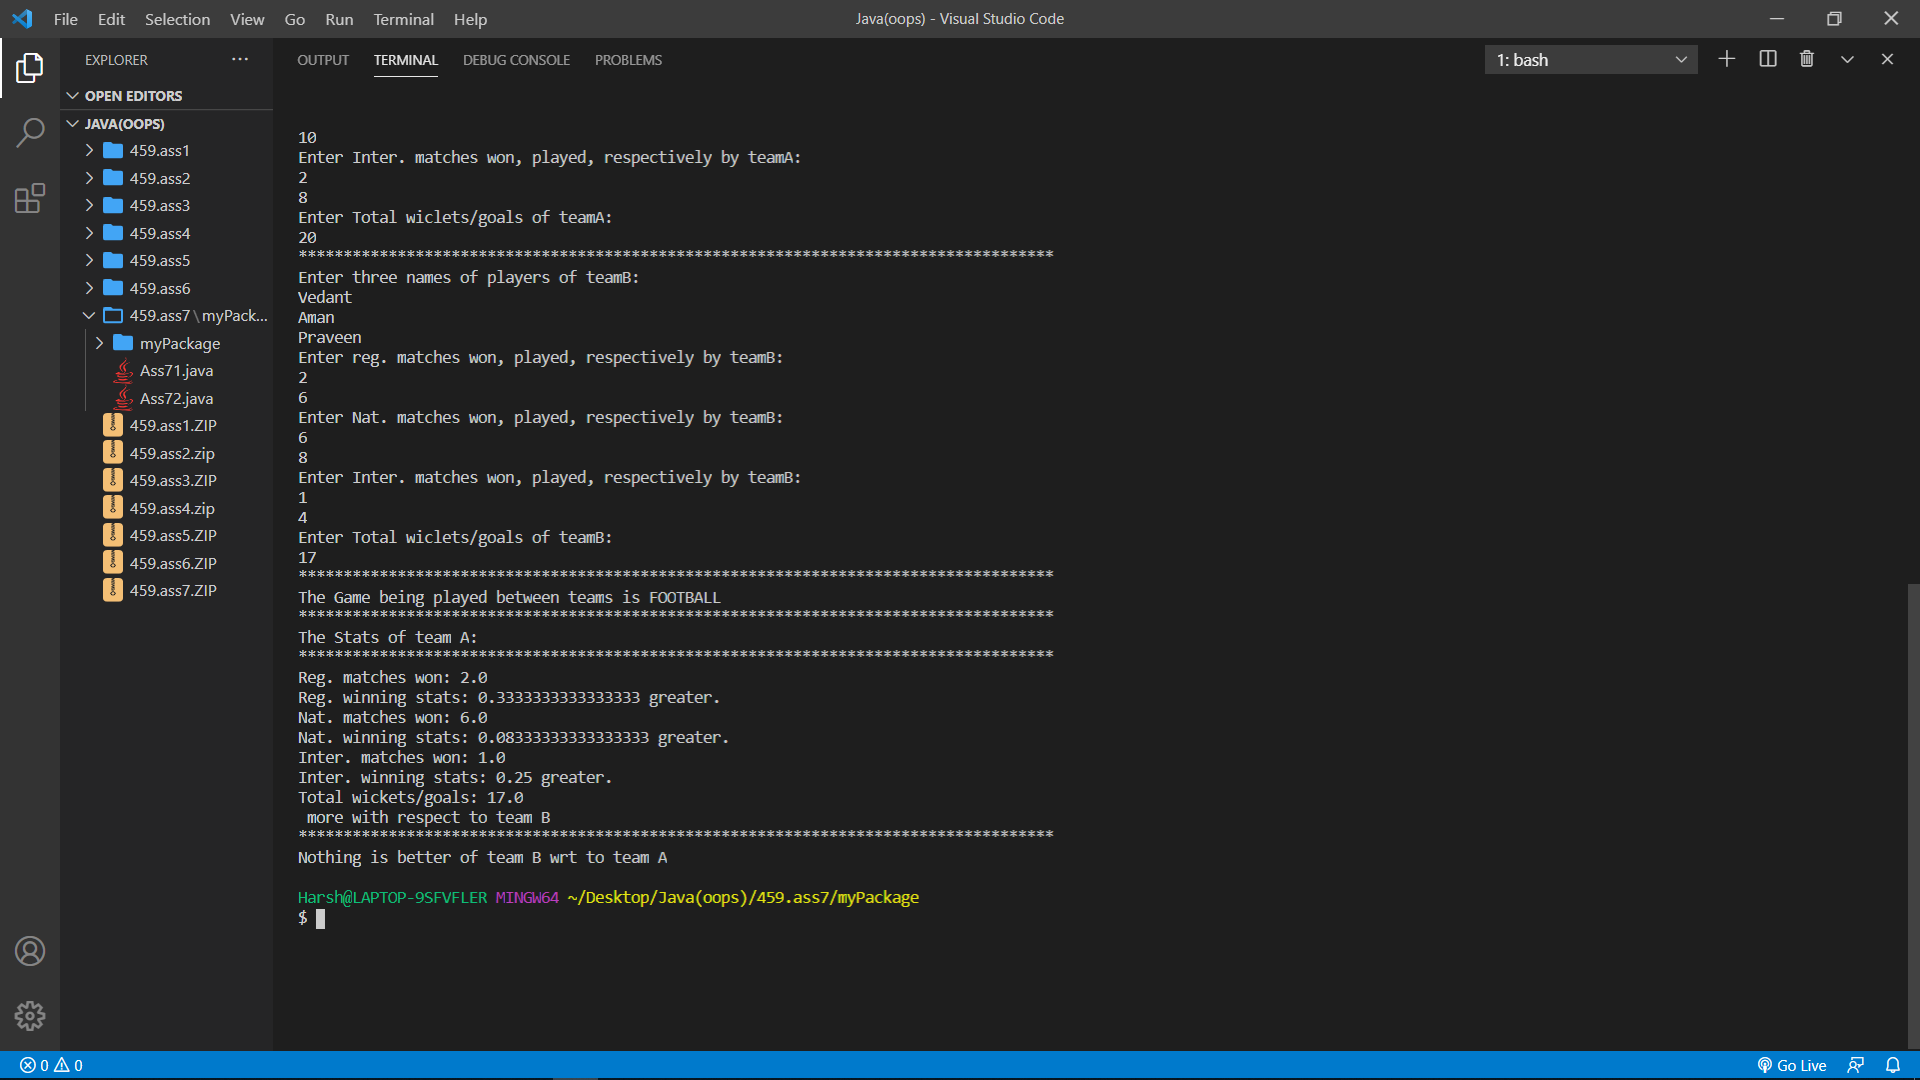 File Edit Selection View Go Run Terminal Help
Java(oops) - Visual Studio Code
EXPLORER
OPEN EDITORS
JAVA(OOPS)
459.ass1
459.ass2
459.ass3
459.ass4
459.ass5
459.ass6
459.ass7\myPack...
myPackage
Ass71.java
Ass72.java
459.ass1.ZIP
459.ass2.zip
459.ass3.ZIP
459.ass4.zip
459.ass5.ZIP
459.ass6.ZIP
459.ass7.ZIP
OUTPUT TERMINAL DEBUG CONSOLE PROBLEMS
1: bash
10
Enter Inter. matches won, played, respectively by teamA:
2
8
Enter Total wiclets/goals of teamA:
20
************************************************************************************
Enter three names of players of teamB:
Vedant
Aman
Praveen
Enter reg. matches won, played, respectively by teamB:
2
6
Enter Nat. matches won, played, respectively by teamB:
6
8
Enter Inter. matches won, played, respectively by teamB:
1
4
Enter Total wiclets/goals of teamB:
17
************************************************************************************
The Game being played between teams is FOOTBALL
************************************************************************************
The Stats of team A:
************************************************************************************
Reg. matches won: 2.0
Reg. winning stats: 0.3333333333333333 greater.
Nat. matches won: 6.0
Nat. winning stats: 0.08333333333333333 greater.
Inter. matches won: 1.0
Inter. winning stats: 0.25 greater.
Total wickets/goals: 17.0
more with respect to team B
************************************************************************************
Nothing is better of team B wrt to team A
Harsh@LAPTOP-9SFVFLER MINGW64 ~/Desktop/Java(oops)/459.ass7/myPackage
$
0 0
Go Live